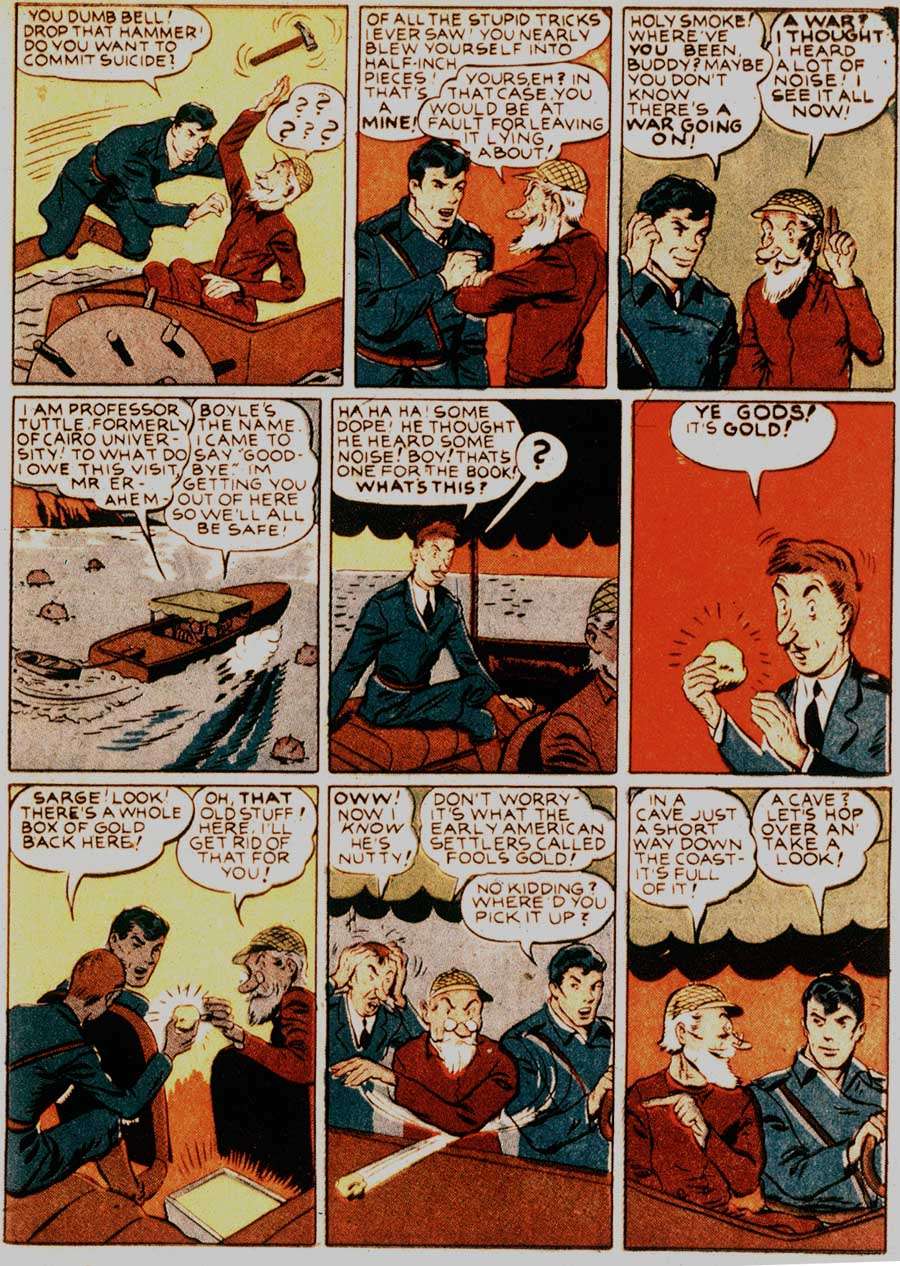 YOU DUMB BELL!
DROP THAT HAMMER!
DO YOU WANT TO
COMMIT SUICIDE?
? ?
? ? ?
OF ALL THE STUPID TRICKS
I EVER SAW! YOU NEARLY
BLEW YOURSELF INTO
HALF-INCH
PIECES!
THAT'S
A
MINE!
YOURS, EH? IN
THAT CASE, YOU
WOULD BE AT
FAULT FOR LEAVING
IT LYING
ABOUT!
HOLY SMOKE!
WHERE'VE
YOU BEEN,
BUDDY? MAYBE
YOU DON'T
KNOW
THERE'S A
WAR GOING
ON!
A WAR?
I THOUGHT
I HEARD
A LOT OF
NOISE! I
SEE IT ALL
NOW!
I AM PROFESSOR
TUTTLE, FORMERLY
OF CAIRO UNIVER-
SITY! TO WHAT DO
I OWE THIS VISIT,
MR ER-
AHEM-
BOYLE'S
THE NAME.
I CAME TO
SAY "GOOD-
BYE." I'M
GETTING YOU
OUT OF HERE
SO WE'LL ALL
BE SAFE!
HA HA HA! SOME
DOPE! HE THOUGHT
HE HEARD SOME
NOISE! BOY! THAT'S
ONE FOR THE BOOK!
WHAT'S THIS?
?
YE GODS!
IT'S GOLD!
SARGE! LOOK!
THERE'S A WHOLE
BOX OF GOLD
BACK HERE!
OH, THAT
OLD STUFF!
HERE, I'LL
GET RID OF
THAT FOR
YOU!
OWW!
NOW I
KNOW
HE'S
NUTTY!
DON'T WORRY-
IT'S WHAT THE
EARLY AMERICAN
SETTLERS CALLED
FOOLS GOLD!
NO KIDDING?
WHERE'D YOU
PICK IT UP?
IN A
CAVE JUST
A SHORT
WAY DOWN
THE COAST-
IT'S FULL
OF IT!
A CAVE?
LET'S HOP
OVER AN'
TAKE A
LOOK!